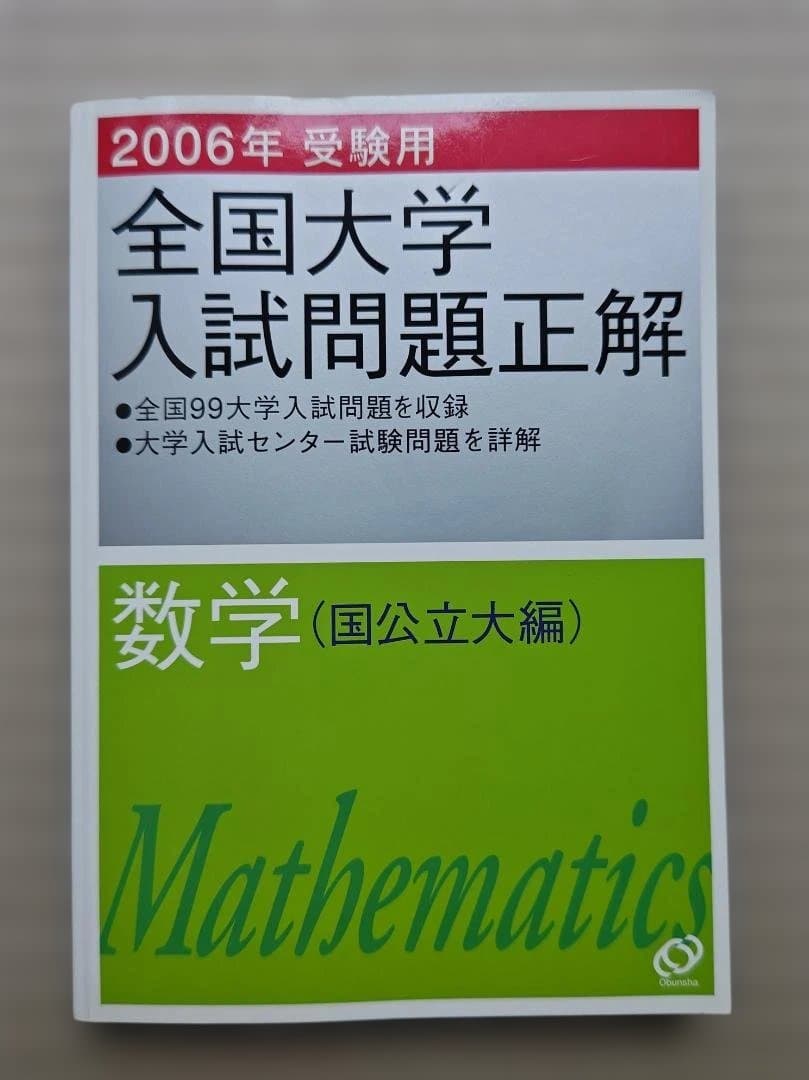 2006年 受験用
全国大学
入試問題正解
●全国99大学入試問題を収録
●大学入試センター試験問題を詳解
数学(国公立大編)
Mathematics
Obunsha